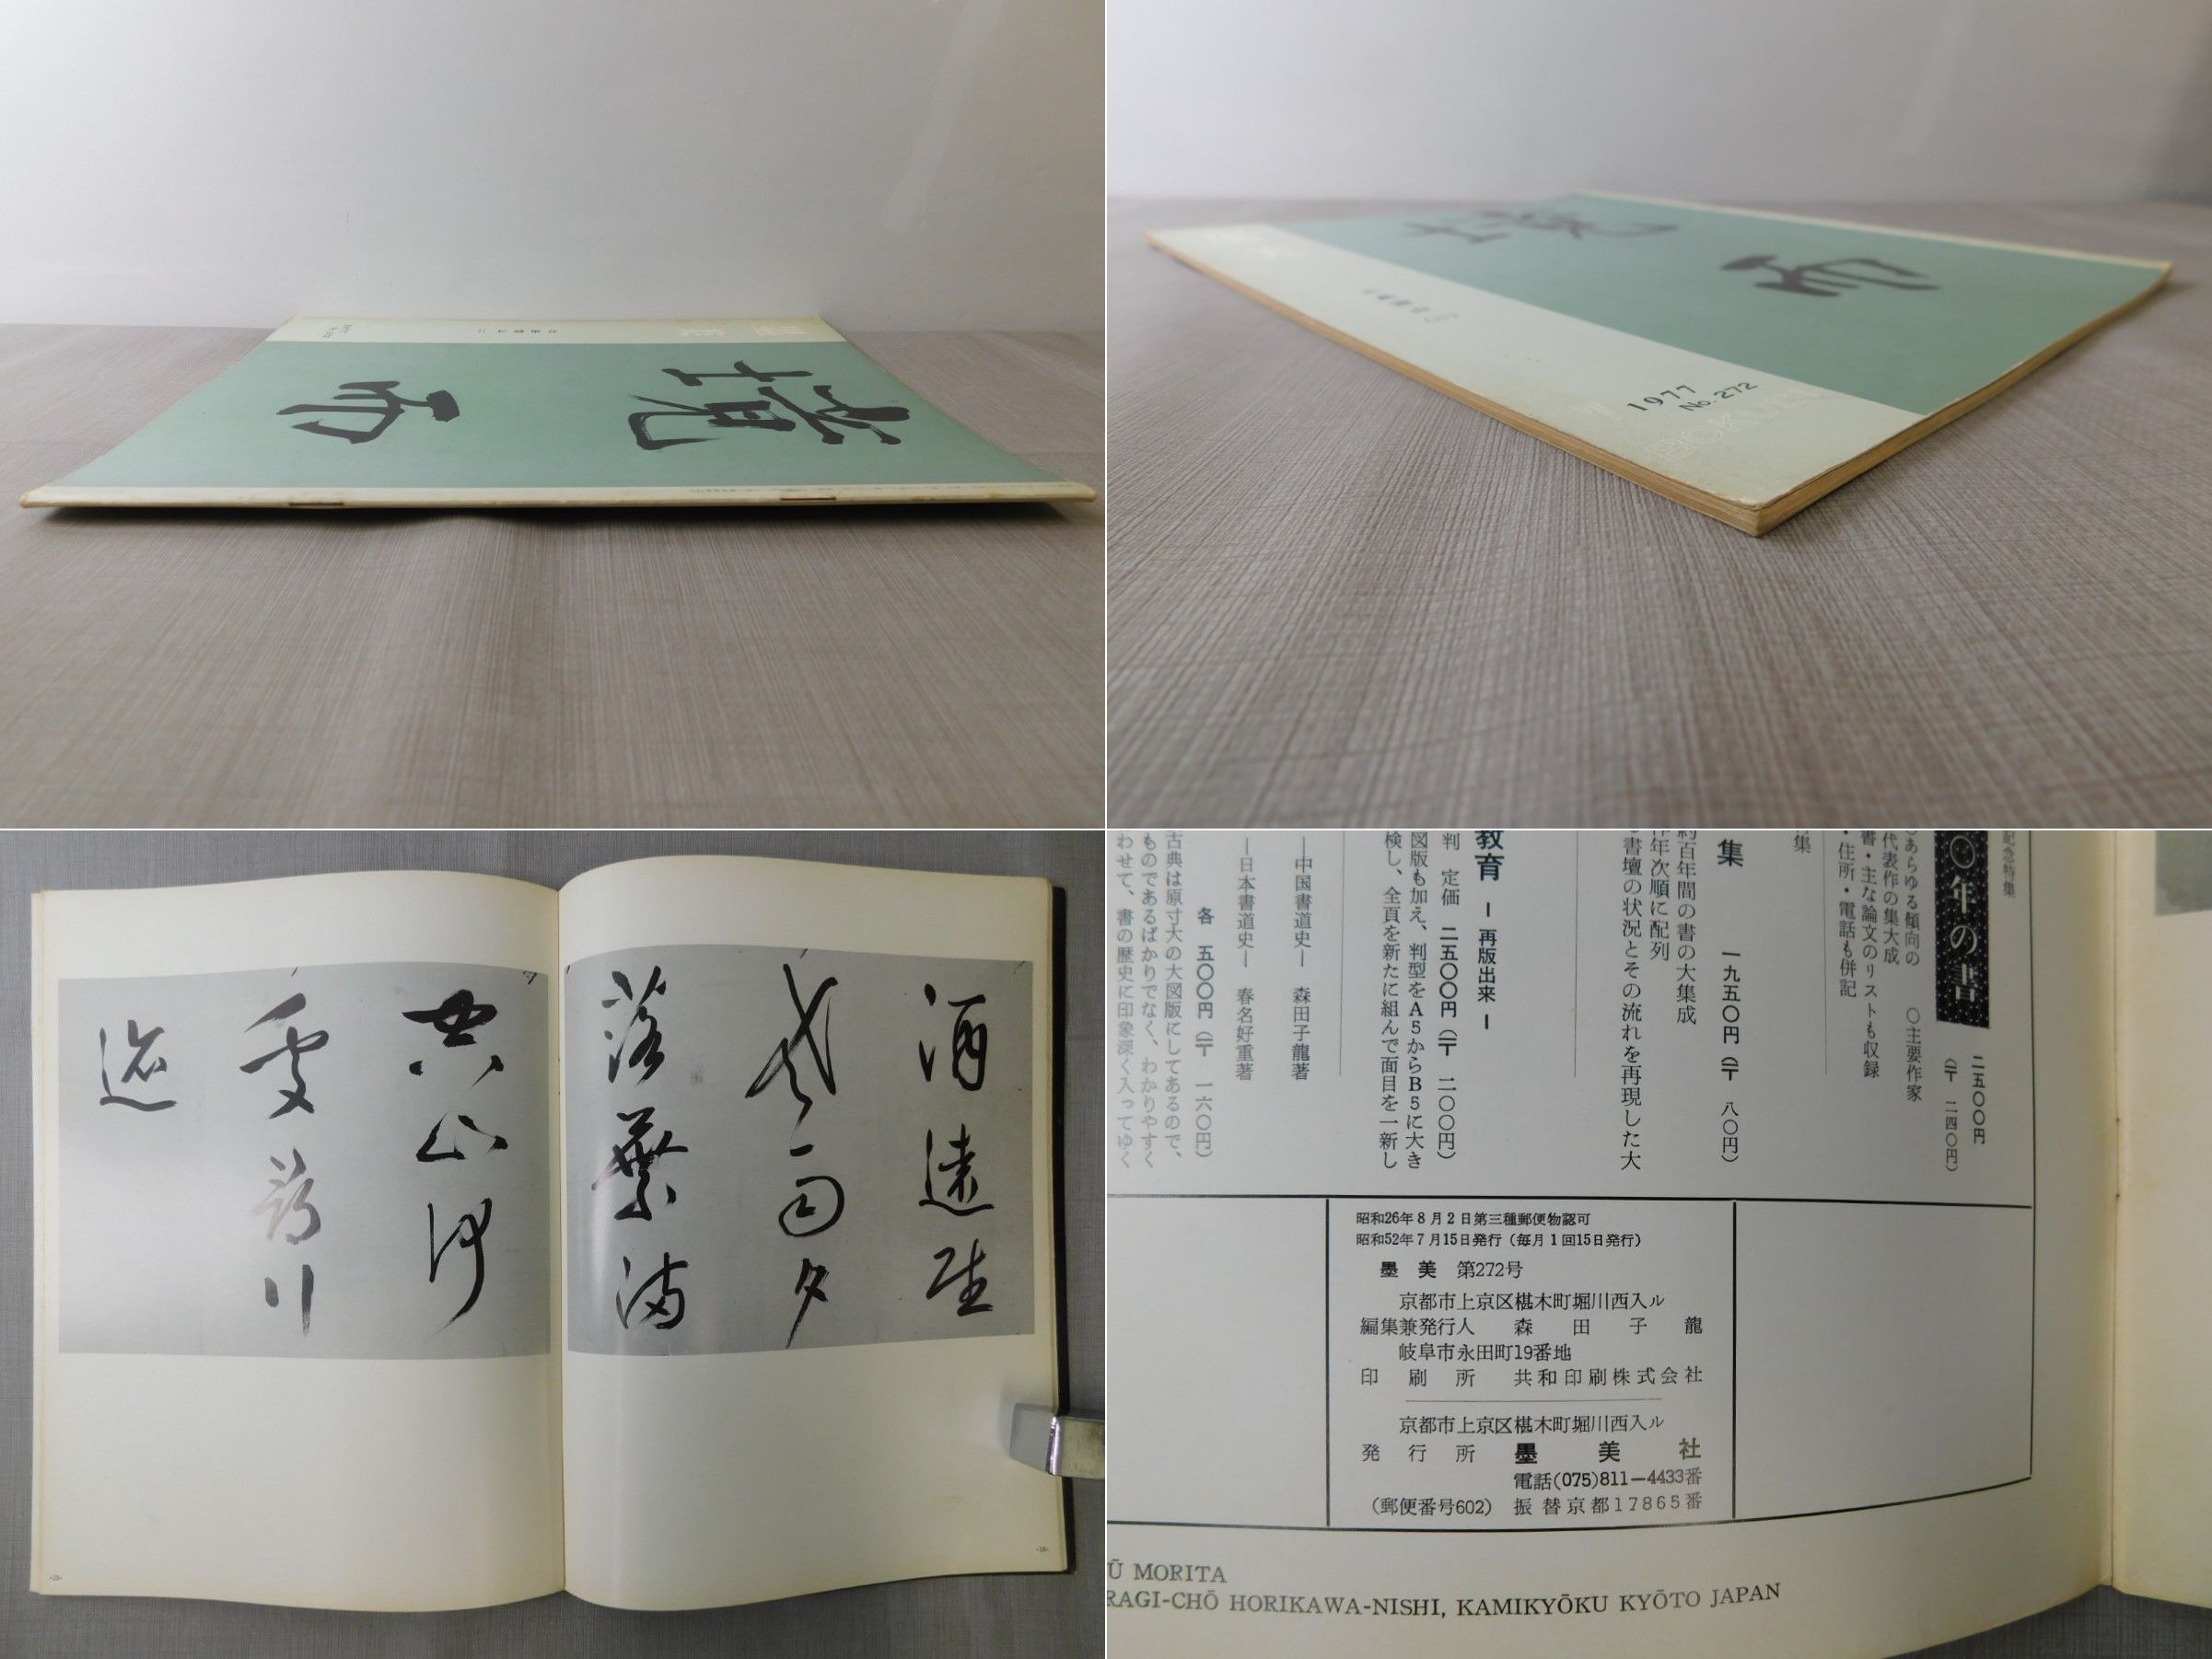 墨美
1977
No. 272
1977
No. 272
BOKU
酒遠慰
風雨夕
落葉満
空山何
處尋行
迹
記念特集
〇年の書
二五〇〇円
(〒 二四〇円)
あらゆる傾向の
代表作の集大成
〇主要作家
書・主な論文のリストも収録
・住所・電話も併記
集
集 一九五〇円 (〒 八〇円)
約百年間の書の大集成
年次順に配列
書壇の状況とその流れを再現した大
教育 ー再版出来ー
判 定価 二五〇〇円 (〒 二〇〇円)
図版も加え、判型をA5からB5に大き
検し、全頁を新たに組んで面目を一新し
―中国書道史― 森田子龍著
―日本書道史― 春名好重著
各 五〇〇円 (〒 一六〇円)
古典は原寸大の大図版にしてあるので、
ものであるばかりでなく、わかりやすく
わせて、書の歴史に印象深く入ってゆく
昭和26年8月2日第三種郵便物認可
昭和52年7月15日発行(毎月1回15日発行)
墨 美 第272号
京都市上京区椹木町堀川西入ル
編集兼発行人 森田子龍
岐阜市永田町19番地
印刷所 共和印刷株式会社
京都市上京区椹木町堀川西入ル
発行所 墨美社
電話(075)811―4433番
(郵便番号602) 振替京都17865番
Ū MORITA
RAGI-CHŌ HORIKAWA-NISHI, KAMIKYŌKU KYŌTO JAPAN